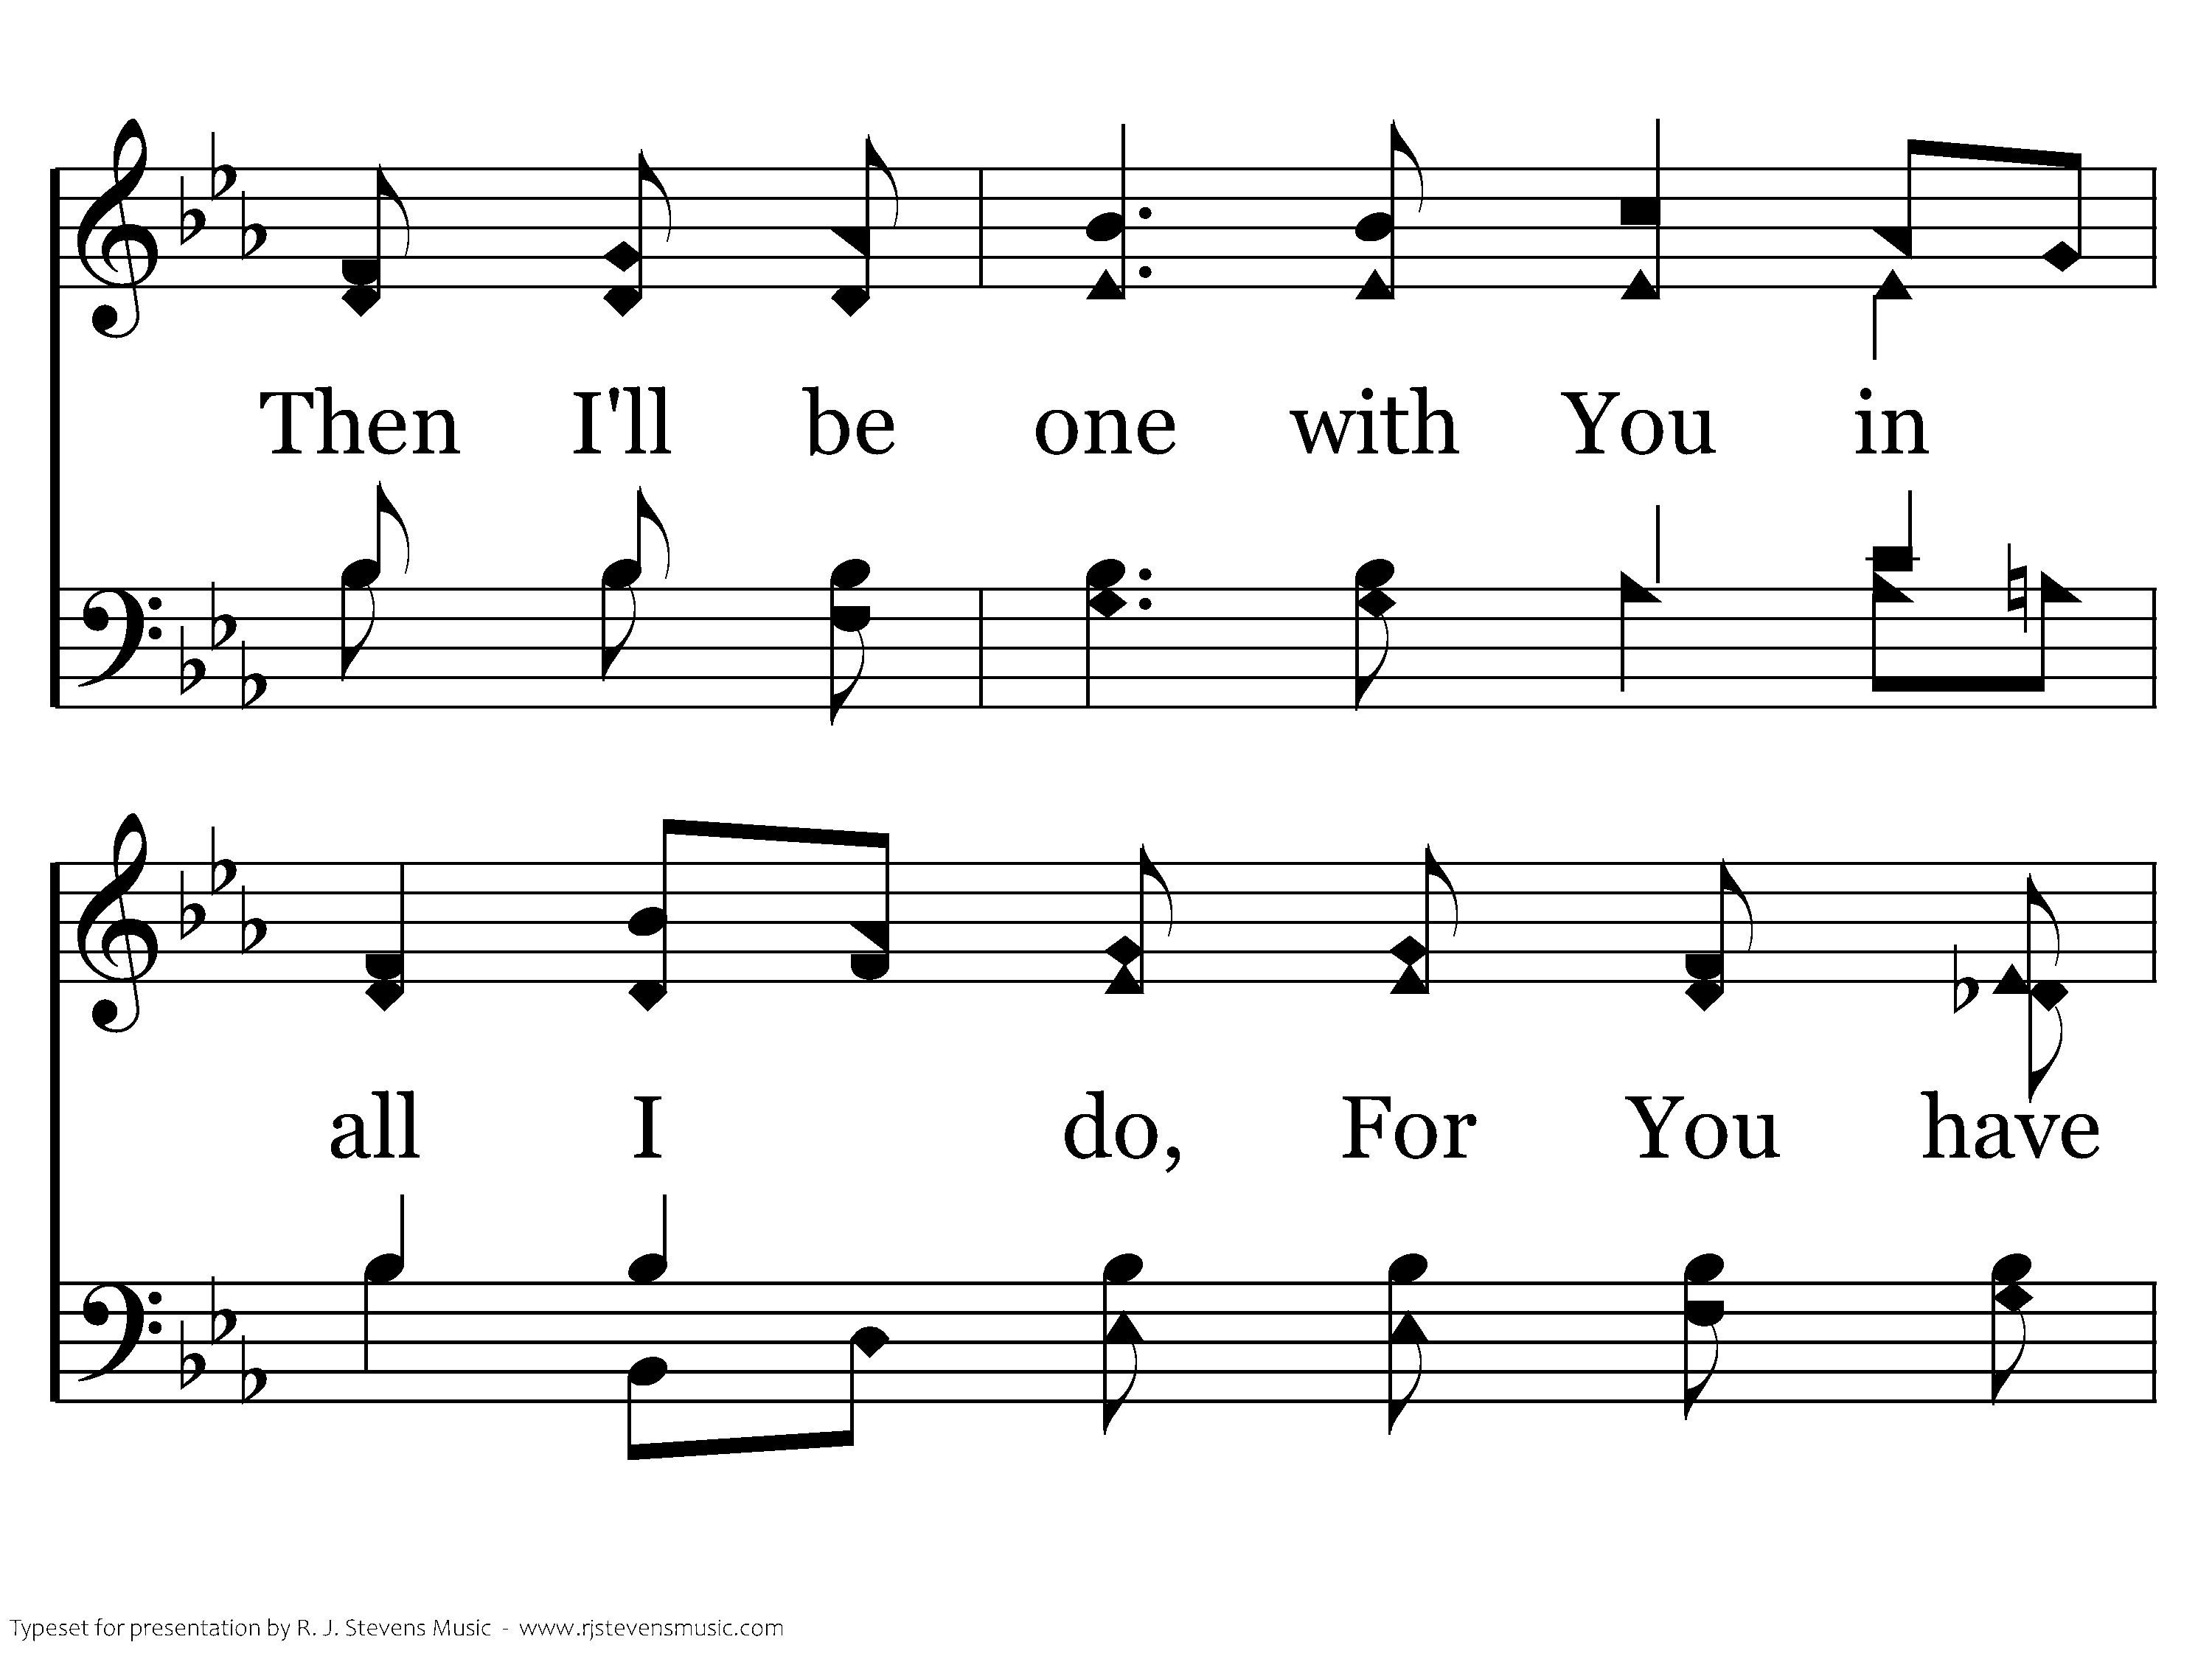 Then I'll be one with You in
all I do, For You have
Typeset for presentation by R. J. Stevens Music - www.rjstevensmusic.com